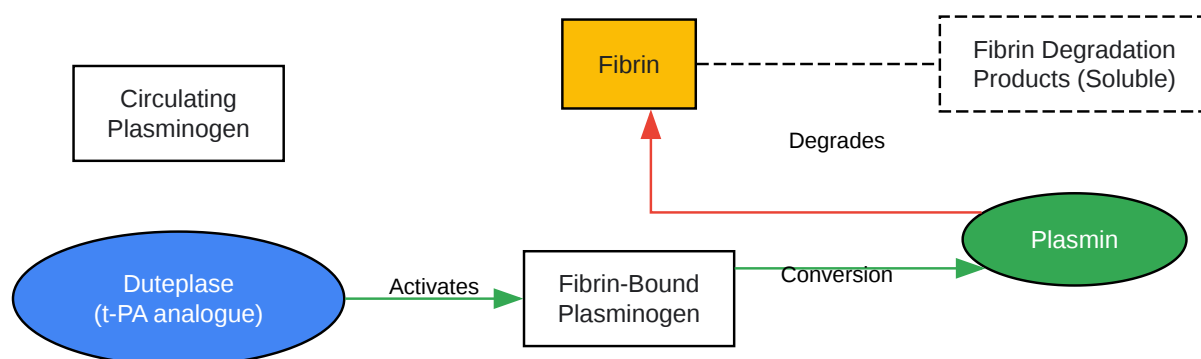 Fibrin
Fibrin Degradation
Products (Soluble)
Circulating
Plasminogen
Degrades
Plasmin
Duteplase
(t-PA analogue)
Activates
Fibrin-Bound
Plasminogen
Conversion